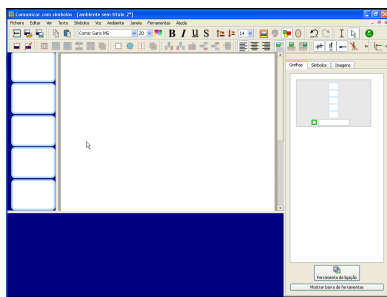 Comunicar com símbolos - [ambiente sem título 2*]
Ficheiro Editar Ver Texto Símbolos Voz Ambiente Janela Ferramentas Ajuda
Comic Sans MS 20 B I U S 14
Grelhas Símbolos Imagens
Ferramenta de ligação
Mostrar barra de ferramentas